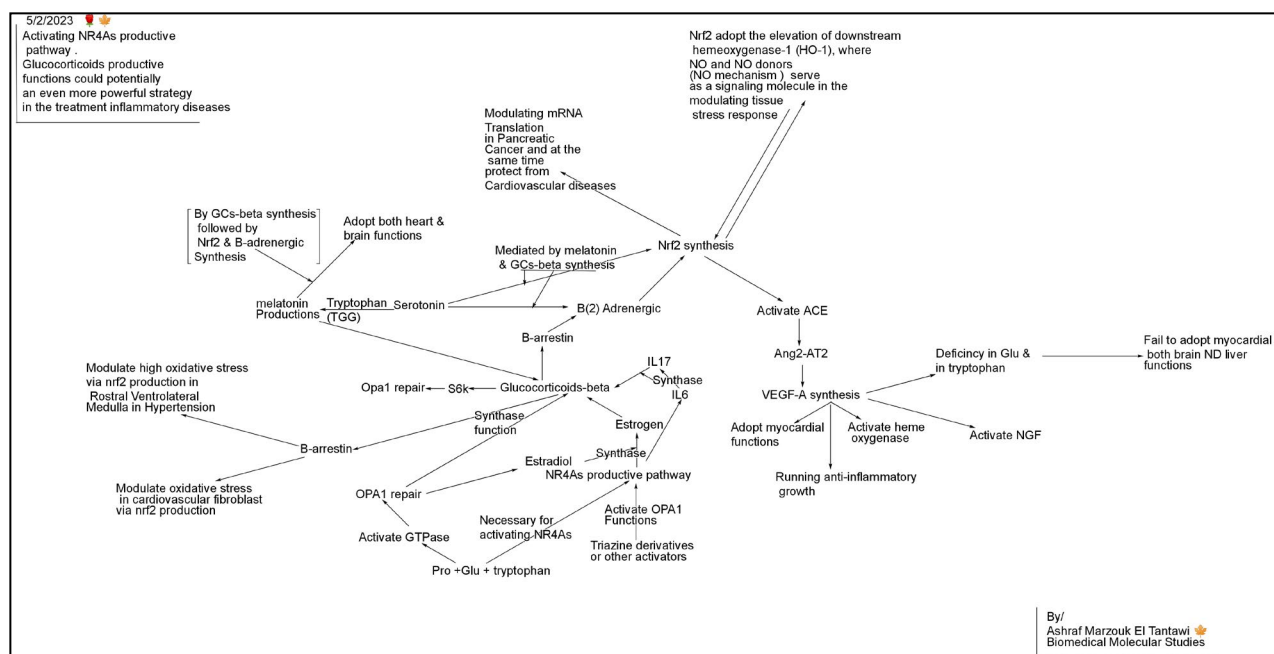 5/2/2023 🌹🍁
Activating NR4As productive
pathway .
Glucocorticoids productive
functions could potentially
an even more powerful strategy
in the treatment inflammatory diseases
Nrf2 adopt the elevation of downstream
hemeoxygenase-1 (HO-1), where
NO and NO donors
(NO mechanism ) serve
as a signaling molecule in the
modulating tissue
stress response
Modulating mRNA
Translation
in Pancreatic
Cancer and at the
same time
protect from
Cardiovascular diseases
By GCs-beta synthesis
followed by
Nrf2 & B-adrenergic
Synthesis
Adopt both heart &
brain functions
Mediated by melatonin
& GCs-beta synthesis
Nrf2 synthesis
melatonin
Productions
Tryptophan
(TGG)
Serotonin
B(2) Adrenergic
Activate ACE
B-arrestin
Ang2-AT2
Deficincy in Glu &
in tryptophan
Fail to adopt myocardial
both brain ND liver
functions
Modulate high oxidative stress
via nrf2 production in
Rostral Ventrolateral
Medulla in Hypertension
Opa1 repair
S6k
Glucocorticoids-beta
IL17
Synthase
IL6
VEGF-A synthesis
Synthase
function
Estrogen
Adopt myocardial
functions
Activate heme
oxygenase
Activate NGF
B-arrestin
Estradiol
Synthase
NR4As productive pathway
Running anti-inflammatory
growth
Modulate oxidative stress
in cardiovascular fibroblast
via nrf2 production
OPA1 repair
Activate GTPase
Necessary for
activating NR4As
Activate OPA1
Functions
Triazine derivatives
or other activators
Pro +Glu + tryptophan
By/
Ashraf Marzouk El Tantawi 🍁
Biomedical Molecular Studies